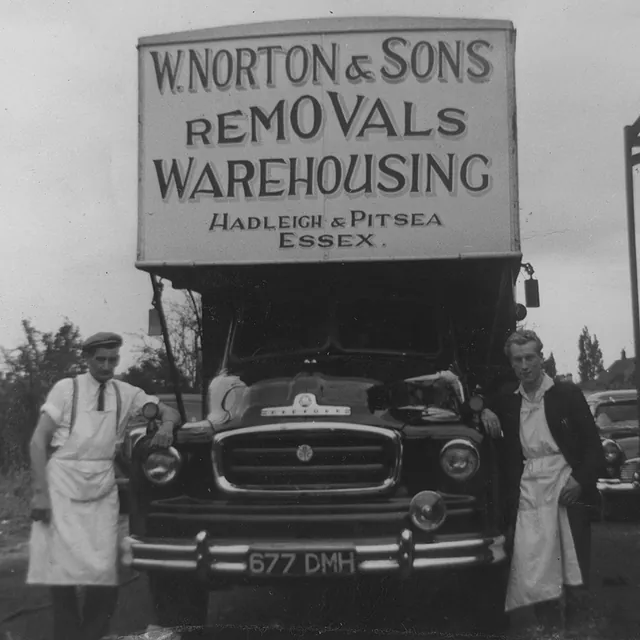 W. NORTON & SONS
REMOVALS
WAREHOUSING
HADLEIGH & PITSEA
ESSEX.
677 DMH